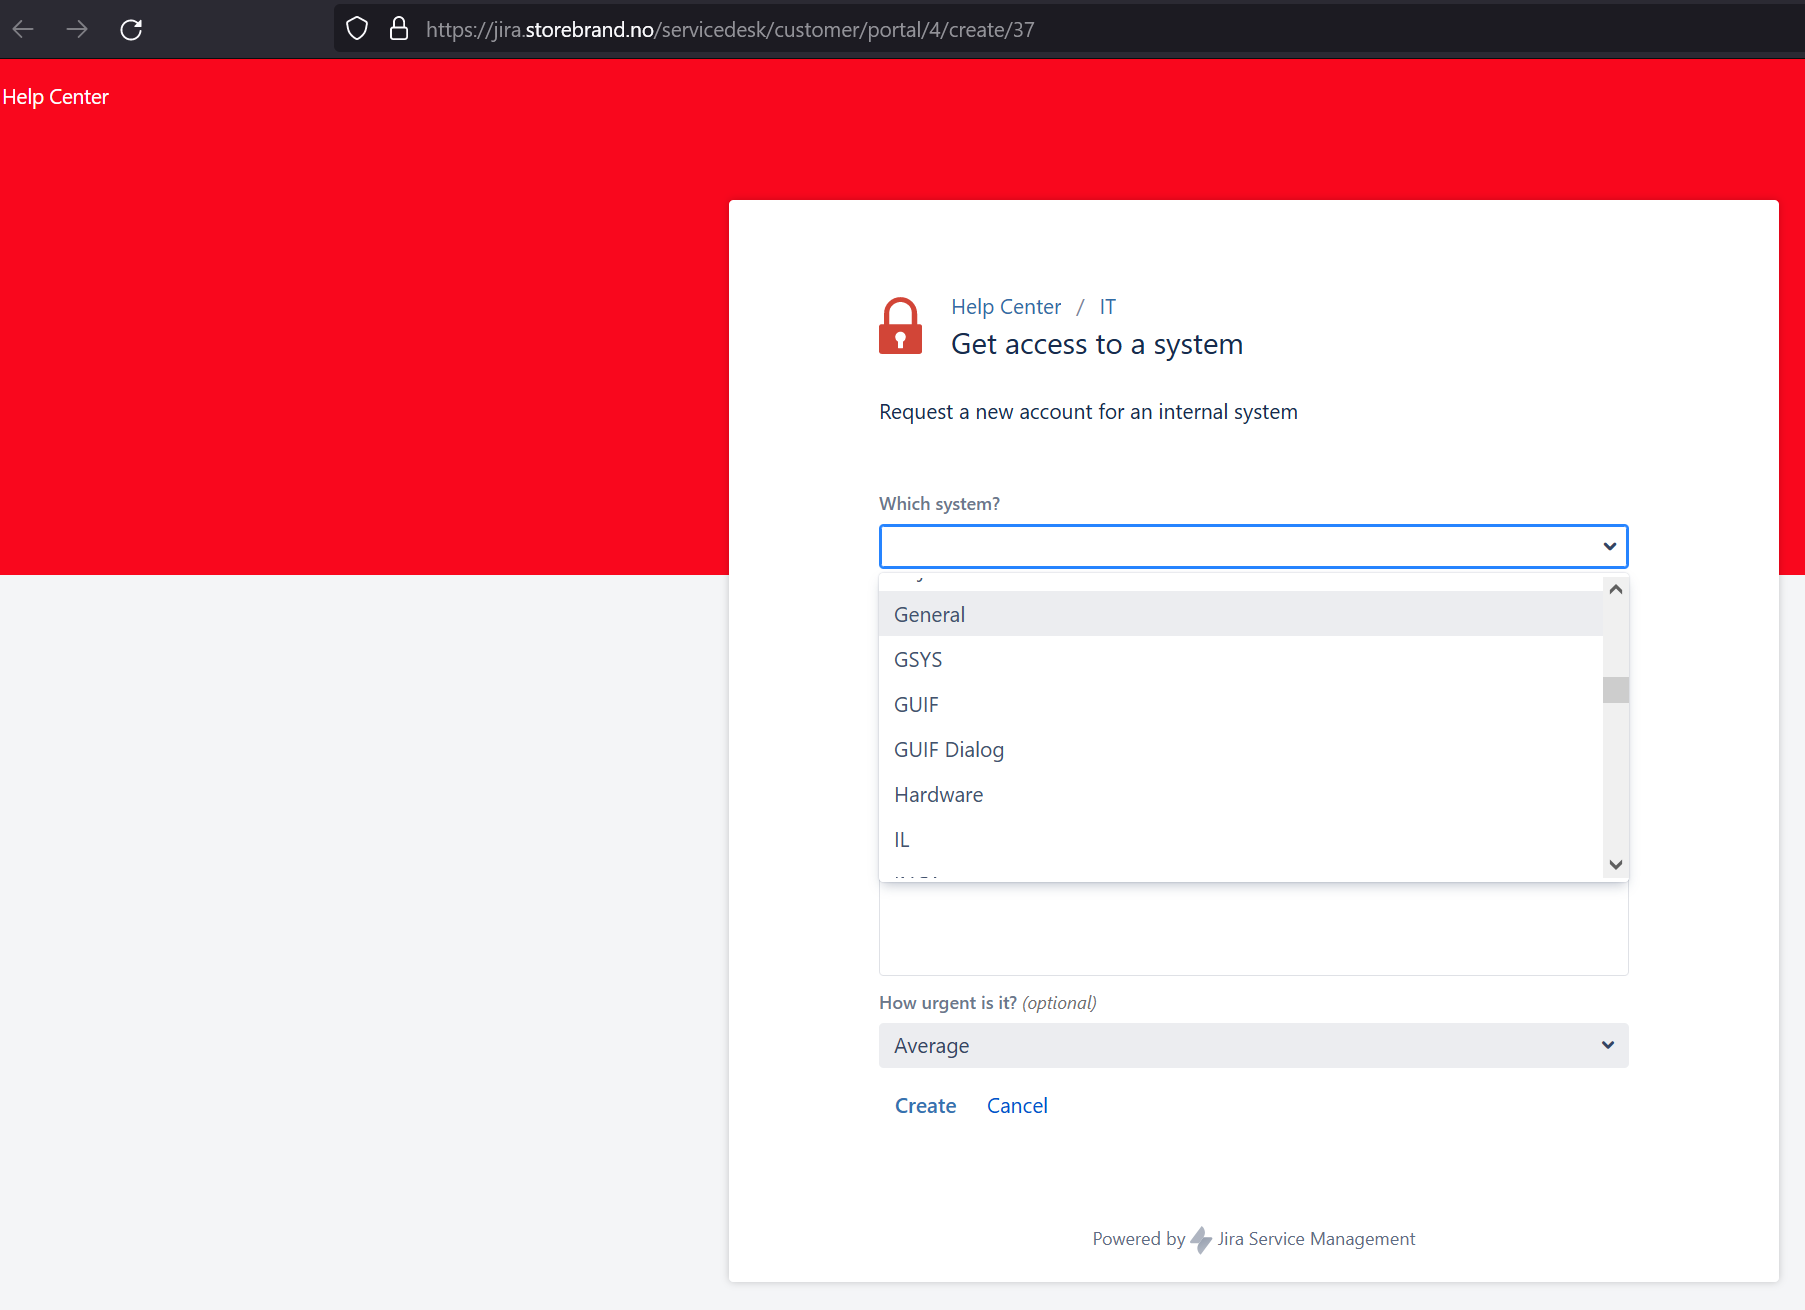 https://jira.storebrand.no/servicedesk/customer/portal/4/create/37
Help Center
Help Center / IT
Get access to a system
Request a new account for an internal system
Which system?
General
GSYS
GUIF
GUIF Dialog
Hardware
IL
How urgent is it? (optional)
Average
Create Cancel
Powered by Jira Service Management